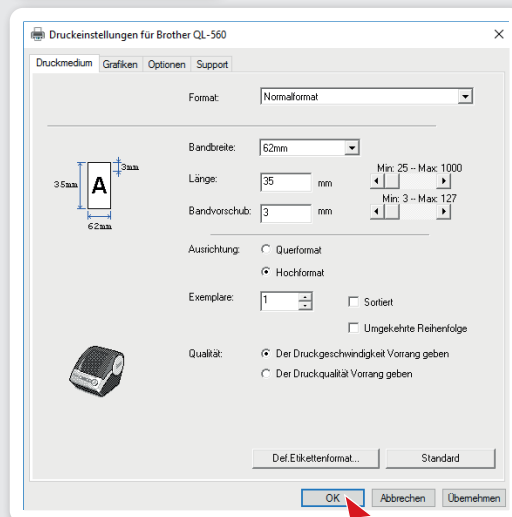 Druckeinstellungen für Brother QL-560
Druckmedium Grafiken Optionen Support
Format: Normalformat
Bandbreite: 62mm
Länge: 35 mm Min: 25 -- Max: 1000
Bandvorschub: 3 mm Min: 3 -- Max: 127
3mm
35mm A
62mm
Ausrichtung: Querformat
Hochformat
Exemplare: 1 Sortiert
Umgekehrte Reihenfolge
Qualität: Der Druckgeschwindigkeit Vorrang geben
Der Druckqualität Vorrang geben
Def.Etikettenformat... Standard
OK Abbrechen Übernehmen